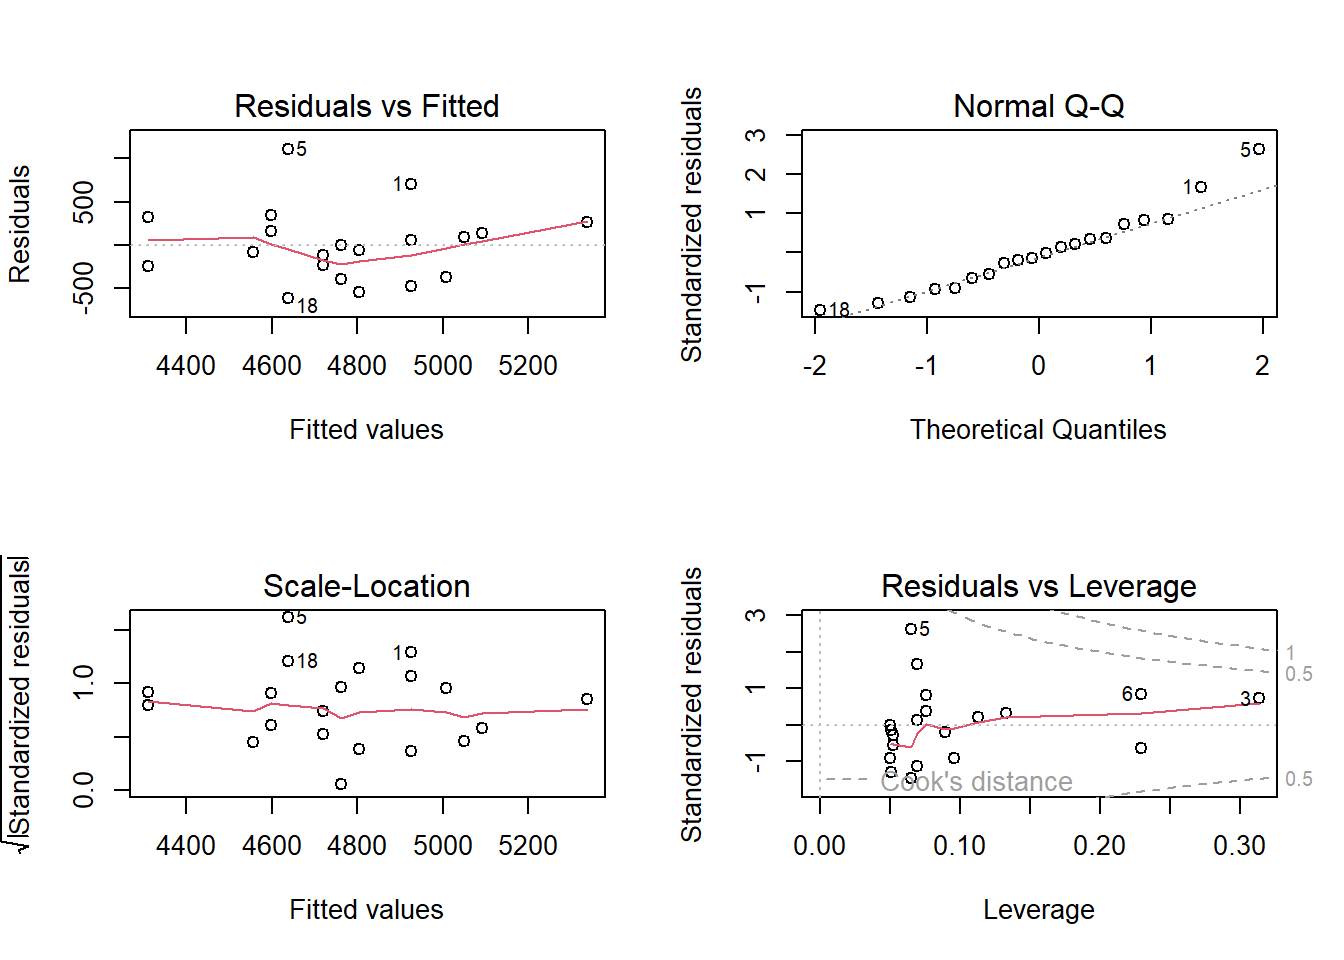 Residuals vs Fitted
Residuals
500
-500
5
1
18
4400 4600 4800 5000 5200
Fitted values
Normal Q-Q
Standardized residuals
3
2
1
-1
5
1
18
-2 -1 0 1 2
Theoretical Quantiles
Scale-Location
√|Standardized residuals|
1.0
0.0
5
18
1
4400 4600 4800 5000 5200
Fitted values
Residuals vs Leverage
Standardized residuals
3
1
-1
5
6
3
1
0.5
0.5
Cook's distance
0.00 0.10 0.20 0.30
Leverage